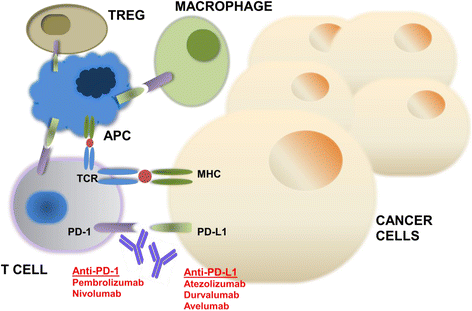 TREG
MACROPHAGE
APC
TCR
MHC
PD-1
PD-L1
CANCER
CELLS
T CELL
Anti-PD-1
Pembrolizumab
Nivolumab
Anti-PD-L1
Atezolizumab
Durvalumab
Avelumab